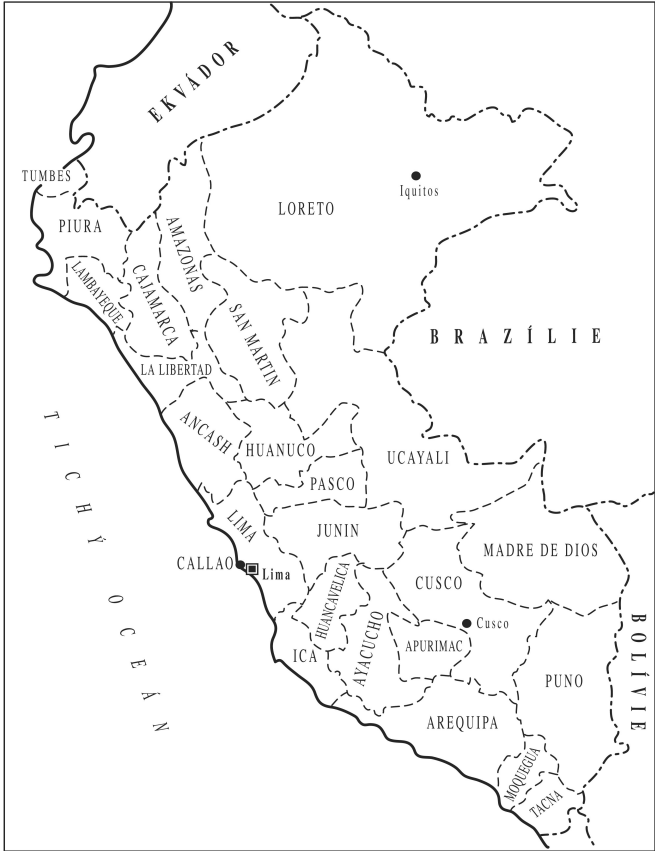 EKVÁDOR
TUMBES
Iquitos
LORETO
PIURA
AMAZONAS
LAMBAYEQUE
CAJAMARCA
SAN MARTIN
BRAZÍLIE
LA LIBERTAD
ANCASH
HUANUCO
UCAYALI
PASCO
TICHÝ OCEÁN
LIMA
JUNIN
MADRE DE DIOS
CALLAO
Lima
CUSCO
HUANCAVELICA
AYACUCHO
Cusco
APURIMAC
ICA
BOLÍVIE
PUNO
AREQUIPA
MOQUEGUA
TACNA